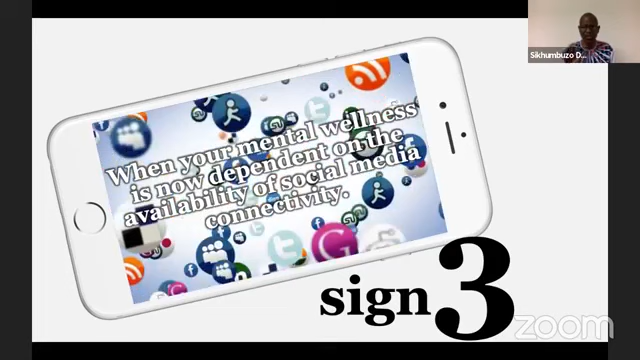 Sikhumbuzo D...
When your mental wellness
is now dependent on the
availability of social media
connectivity.
sign 3
zoom